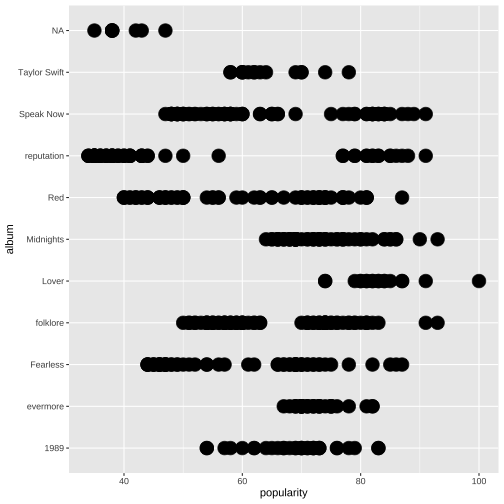 NA
Taylor Swift
Speak Now
reputation
Red
Midnights
Lover
folklore
Fearless
evermore
1989
album
40 60 80 100
popularity